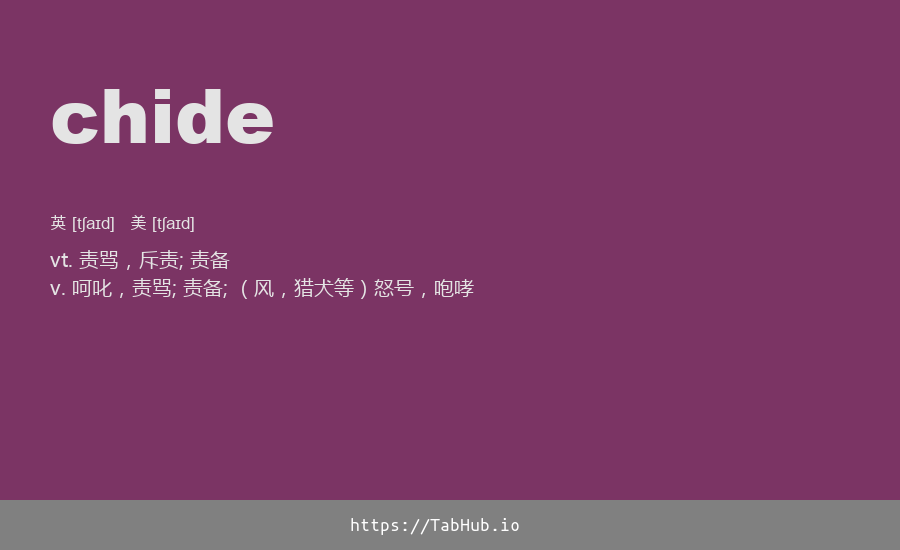 chide
英 [tʃaɪd] 美 [tʃaɪd]
vt. 责骂，斥责; 责备
v. 呵叱，责骂; 责备; （风，猎犬等）怒号，咆哮
https://TabHub.io